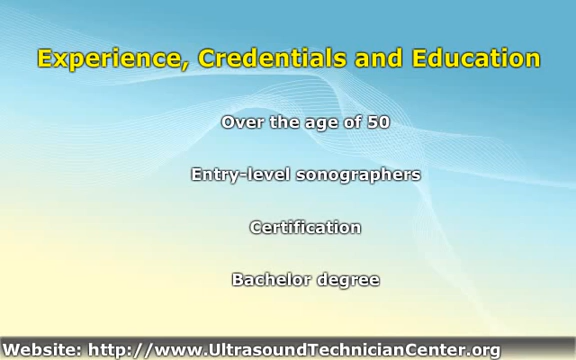 Experience, Credentials and Education
Over the age of 50
Entry-level sonographers
Certification
Bachelor degree
Website: http://www.UltrasoundTechnicianCenter.org